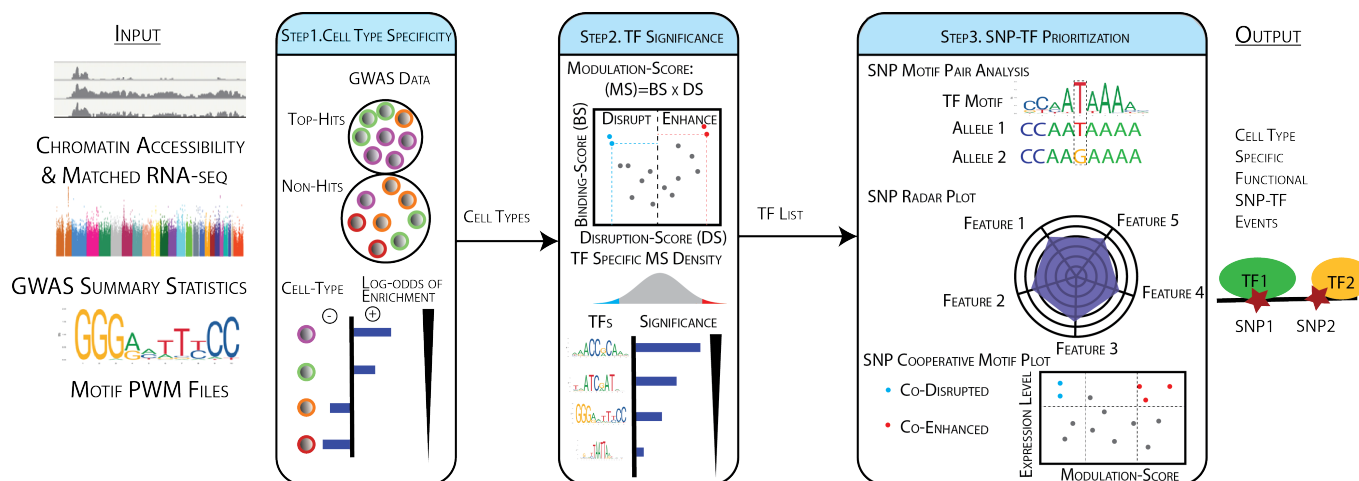 Input
Chromatin Accessibility
& Matched RNA-seq
GWAS Summary Statistics
GGG TT CC
Motif PWM Files
Step1.Cell Type Specificity
GWAS Data
Top-Hits
Non-Hits
Cell-Type
Log-odds of
Enrichment
- +
Cell Types
Step2. TF Significance
Modulation-Score:
(MS)=BS x DS
Disrupt Enhance
Binding-Score (BS)
Disruption-Score (DS)
TF Specific MS Density
TFs Significance
TF List
Step3. SNP-TF Prioritization
SNP Motif Pair Analysis
TF Motif CCAATAAAA
Allele 1 CCAATAAAA
Allele 2 CCAAGAAAA
SNP Radar Plot
Feature 1 Feature 5
Feature 2 Feature 4
Feature 3
SNP Cooperative Motif Plot
Co-Disrupted
Co-Enhanced
Expression Level
Modulation-Score
Output
Cell Type
Specific
Functional
SNP-TF
Events
TF1 TF2
SNP1 SNP2